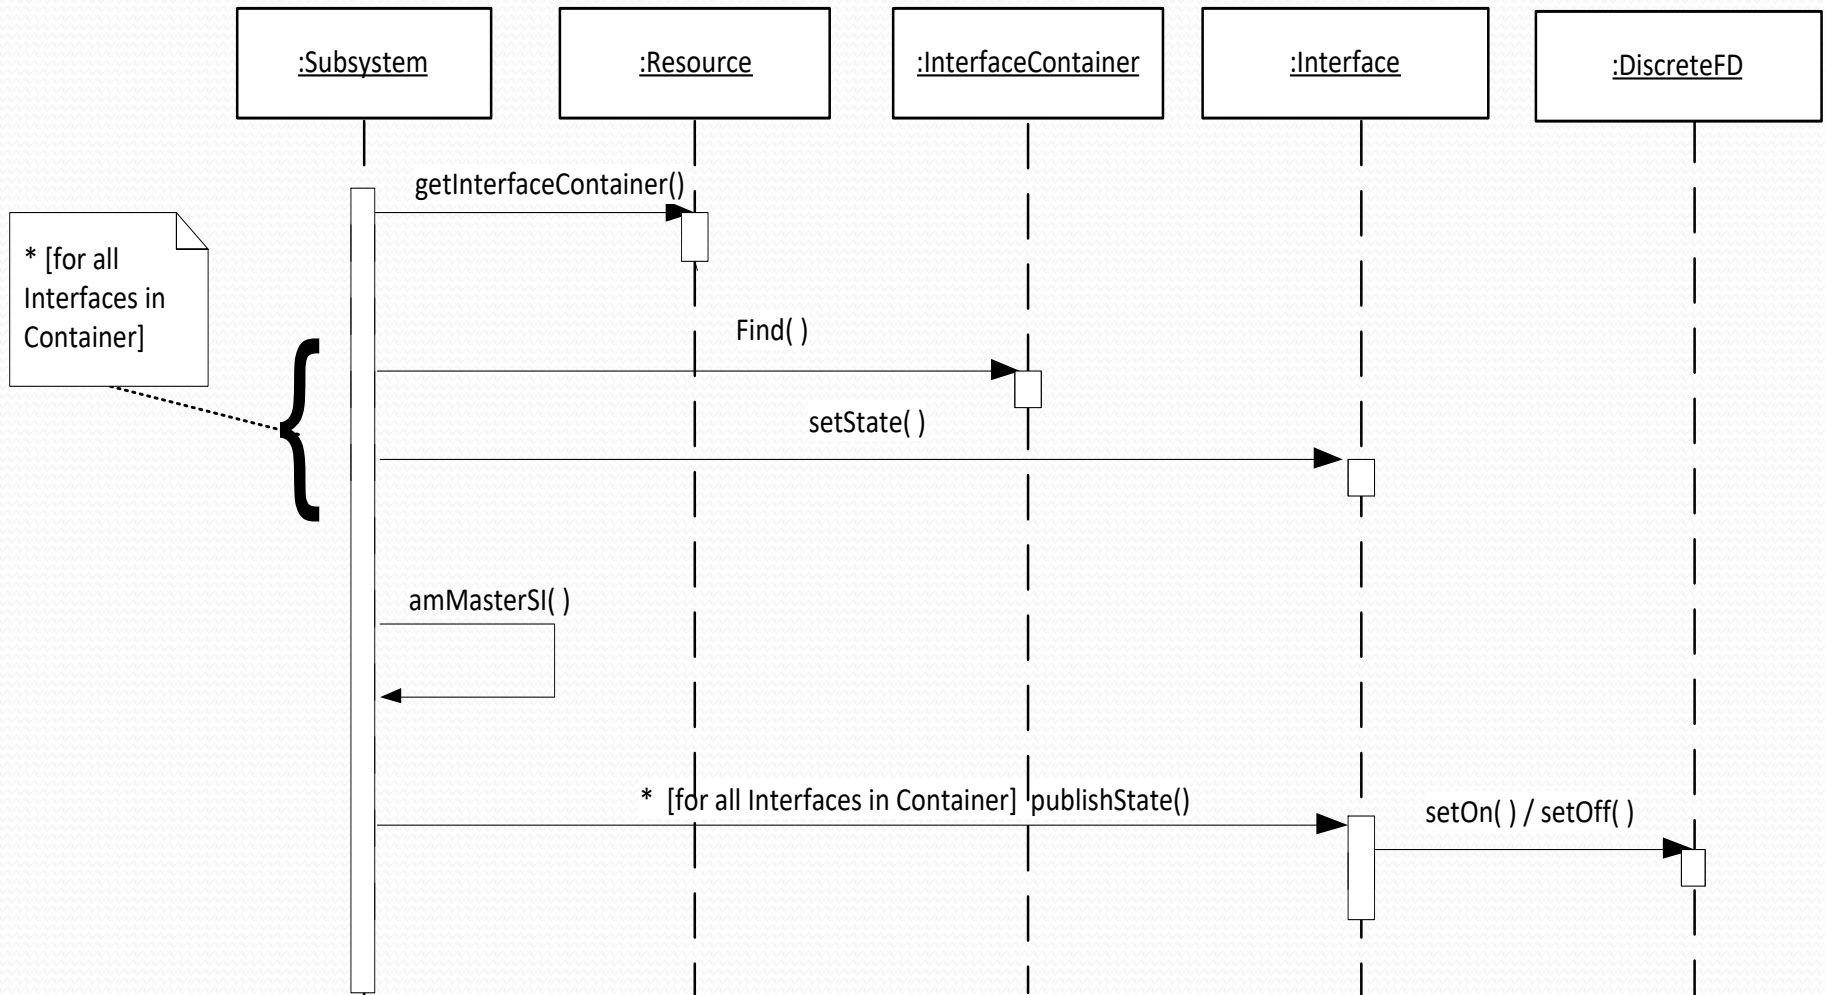 :Subsystem
:Resource
:InterfaceContainer
:Interface
:DiscreteFD
getInterfaceContainer()
* [for all
Interfaces in
Container]
Find( )
setState( )
amMasterSI( )
* [for all Interfaces in Container] publishState()
setOn( ) / setOff( )